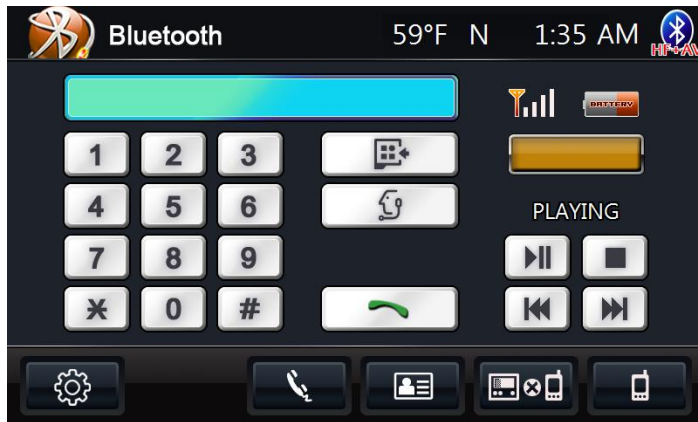 Bluetooth 59°F N 1:35 AM
HF+AV
BATTERY
1 2 3
4 5 6
PLAYING
7 8 9
* 0 #